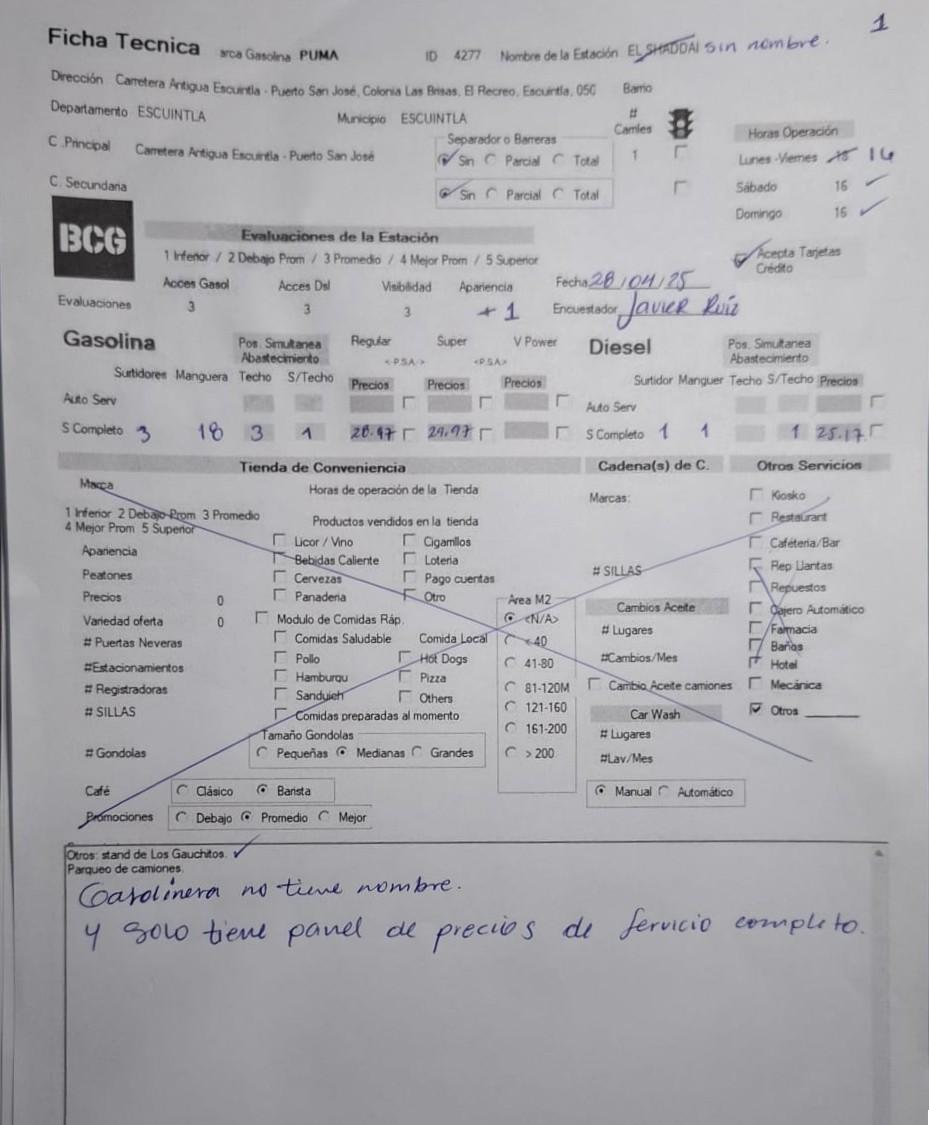 1
Ficha Tecnica arca Gasolina PUMA ID 4277 Nombre de la Estación EL SHADDAI sin nombre.
Dirección Carretera Antigua Escuintla - Puerto San José, Colonia Las Brisas, El Recreo, Escuintla, 050 Barrio
Departamento ESCUINTLA Municipio ESCUINTLA # Carriles
Separador o Barreras Horas Operación
C .Principal Carretera Antigua Escuintla - Puerto San José Sin Parcial Total 1 Lunes -Viernes 16
C. Secundaria Sin Parcial Total Sábado 16
Domingo 16
BCG
Evaluaciones de la Estación
1 Inferior / 2 Debajo Prom / 3 Promedio / 4 Mejor Prom / 5 Superior Acepta Tarjetas Crédito
Acces Gasol Acces Dsl Visibilidad Apariencia Fecha 28/04/25
Evaluaciones 3 3 3 1 Encuestador Javier Ruíz
Gasolina Pos. Simultanea Abastecimiento Regular Super V Power Diesel Pos. Simultanea Abastecimiento
<-P.S.A.-> <P.S.A->
Surtidores Manguera Techo S/Techo Precios Precios Precios Surtidor Manguer Techo S/Techo Precios
Auto Serv Auto Serv
S Completo 3 18 3 1 28.97 29.97 S Completo 1 1 1 25.17
Tienda de Conveniencia Cadena(s) de C. Otros Servicios
Marca Horas de operación de la Tienda Marcas: Kiosko
1 Inferior 2 Debajo Prom 3 Promedio Restaurant
4 Mejor Prom 5 Superior Productos vendidos en la tienda
Licor / Vino Cigarrllos Cafetería/Bar
Apariencia Bebidas Caliente Loteria # SILLAS Rep Llantas
Peatones Cervezas Pago cuentas Repuestos
Precios 0 Panaderia Otro Area M2 Cambios Aceite Cajero Automático
Variedad oferta 0 Modulo de Comidas Ráp. <N/A> # Lugares Farmacia
# Puertas Neveras Comidas Saludable Comida Local < 40 Baños
#Estacionamientos Pollo Hot Dogs 41-80 #Cambios/Mes Hotel
# Registradoras Hamburqu Pizza 81-120M Cambio Aceite camiones Mecánica
# SILLAS Sanduich Others 121-160 Car Wash Otros
Comidas preparadas al momento 161-200 # Lugares
Tamaño Gondolas
# Gondolas Pequeñas Medianas Grandes > 200 #Lav/Mes
Café Clásico Barista Manual Automático
Promociones Debajo Promedio Mejor
Otros: stand de Los Gauchitos.
Parqueo de camiones.
Gasolinera no tiene nombre.
y solo tiene panel de precios de servicio completo.